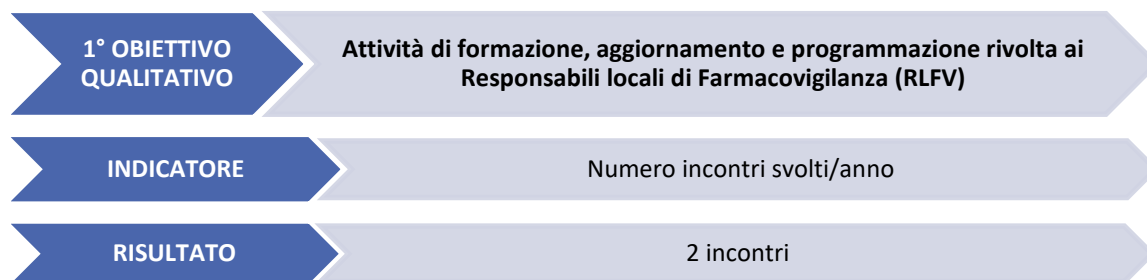 1° OBIETTIVO
QUALITATIVO
Attività di formazione, aggiornamento e programmazione rivolta ai
Responsabili locali di Farmacovigilanza (RLFV)
INDICATORE
Numero incontri svolti/anno
RISULTATO
2 incontri